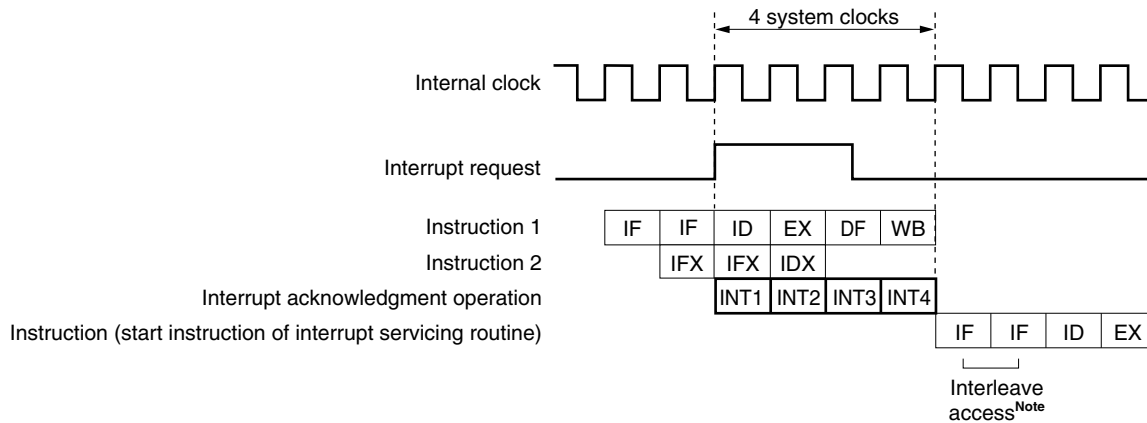 4 system clocks
Internal clock
Interrupt request
Instruction 1 IF IF ID EX DF WB
Instruction 2 IFX IFX IDX
Interrupt acknowledgment operation INT1 INT2 INT3 INT4
Instruction (start instruction of interrupt servicing routine) IF IF ID EX
Interleave
accessNote